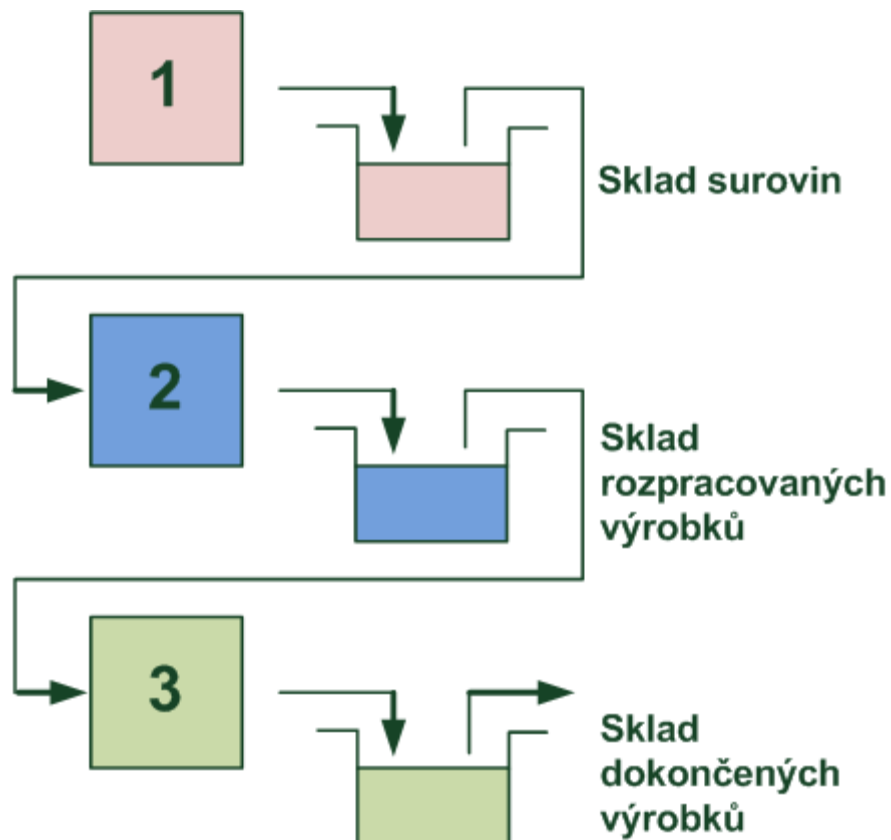 1
Sklad surovin
2
Sklad
rozpracovaných
výrobků
3
Sklad
dokončených
výrobků